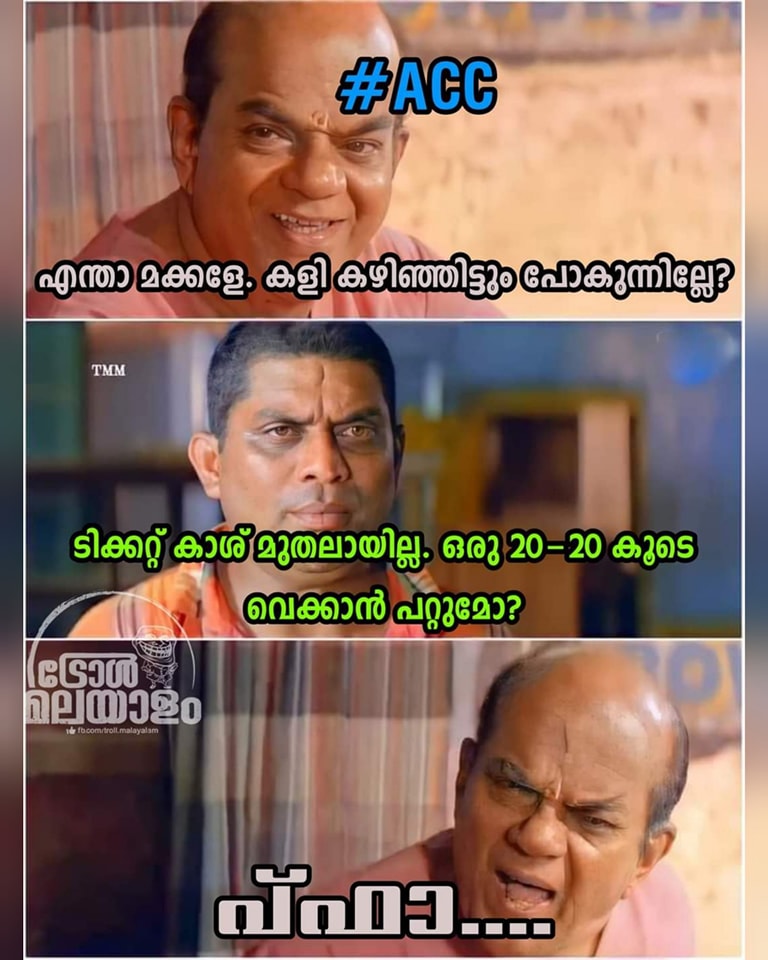 #ACC
എന്താ മക്കളേ. കളി കഴിഞ്ഞിട്ടും പോകുന്നില്ലേ?
TMM
ടിക്കറ്റ് കാശ് മുതലായില്ല. ഒരു 20-20 കൂടെ
വെക്കാൻ പറ്റുമോ?
ട്രോൾ
മലയാളം
fb.com/troll.malayalam
പ്ഫാ....